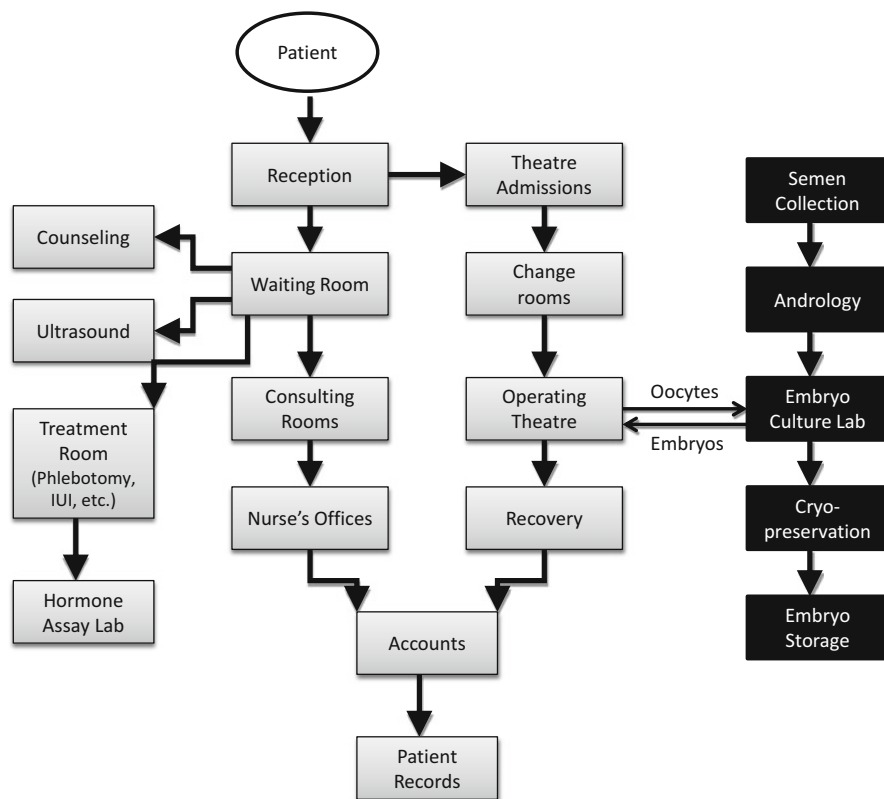 Patient
Reception
Theatre
Admissions
Semen
Collection
Counseling
Waiting Room
Change
rooms
Andrology
Ultrasound
Consulting
Rooms
Operating
Theatre
Oocytes
Embryos
Embryo
Culture Lab
Treatment
Room
(Phlebotomy,
IUI, etc.)
Nurse's Offices
Recovery
Cryo-
preservation
Hormone
Assay Lab
Accounts
Embryo
Storage
Patient
Records